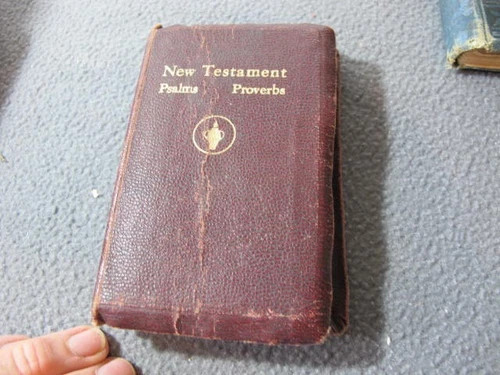 New Testament
Psalms Proverbs